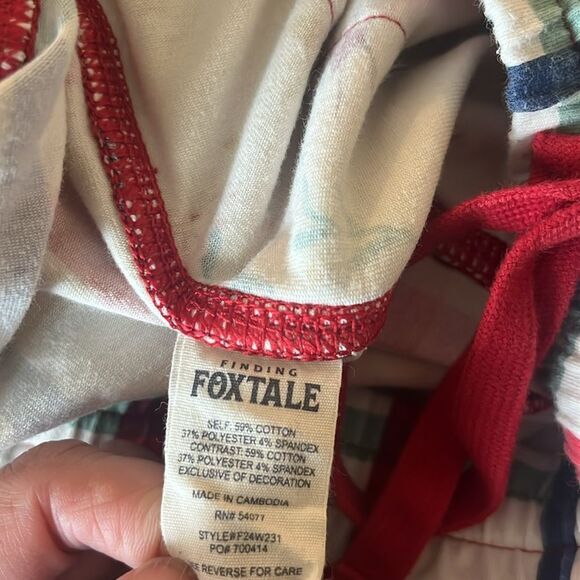 FINDING
FOXTALE
SELF: 59% COTTON
37% POLYESTER 4% SPANDEX
CONTRAST: 59% COTTON
37% POLYESTER 4% SPANDEX
EXCLUSIVE OF DECORATION
MADE IN CAMBODIA
RN# 54077
STYLE#F24W231
PO# 700414
REVERSE FOR CARE